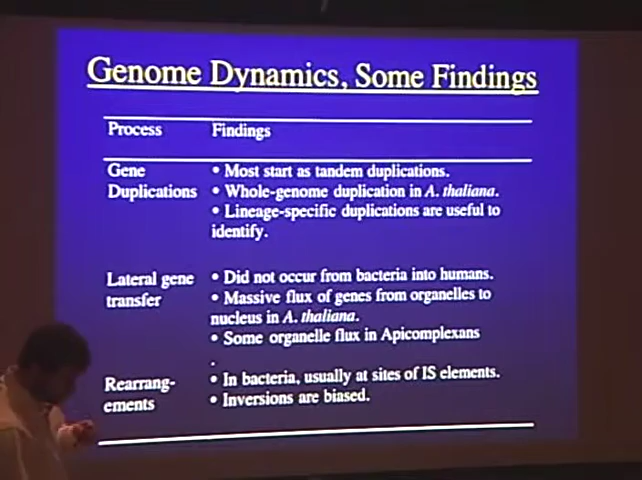 Genome Dynamics, Some Findings
Process Findings
Gene • Most start as tandem duplications.
Duplications • Whole-genome duplication in A. thaliana.
• Lineage-specific duplications are useful to
identify.
Lateral gene • Did not occur from bacteria into humans.
transfer • Massive flux of genes from organelles to
nucleus in A. thaliana.
• Some organelle flux in Apicomplexans
.
Rearrang- • In bacteria, usually at sites of IS elements.
ements • Inversions are biased.